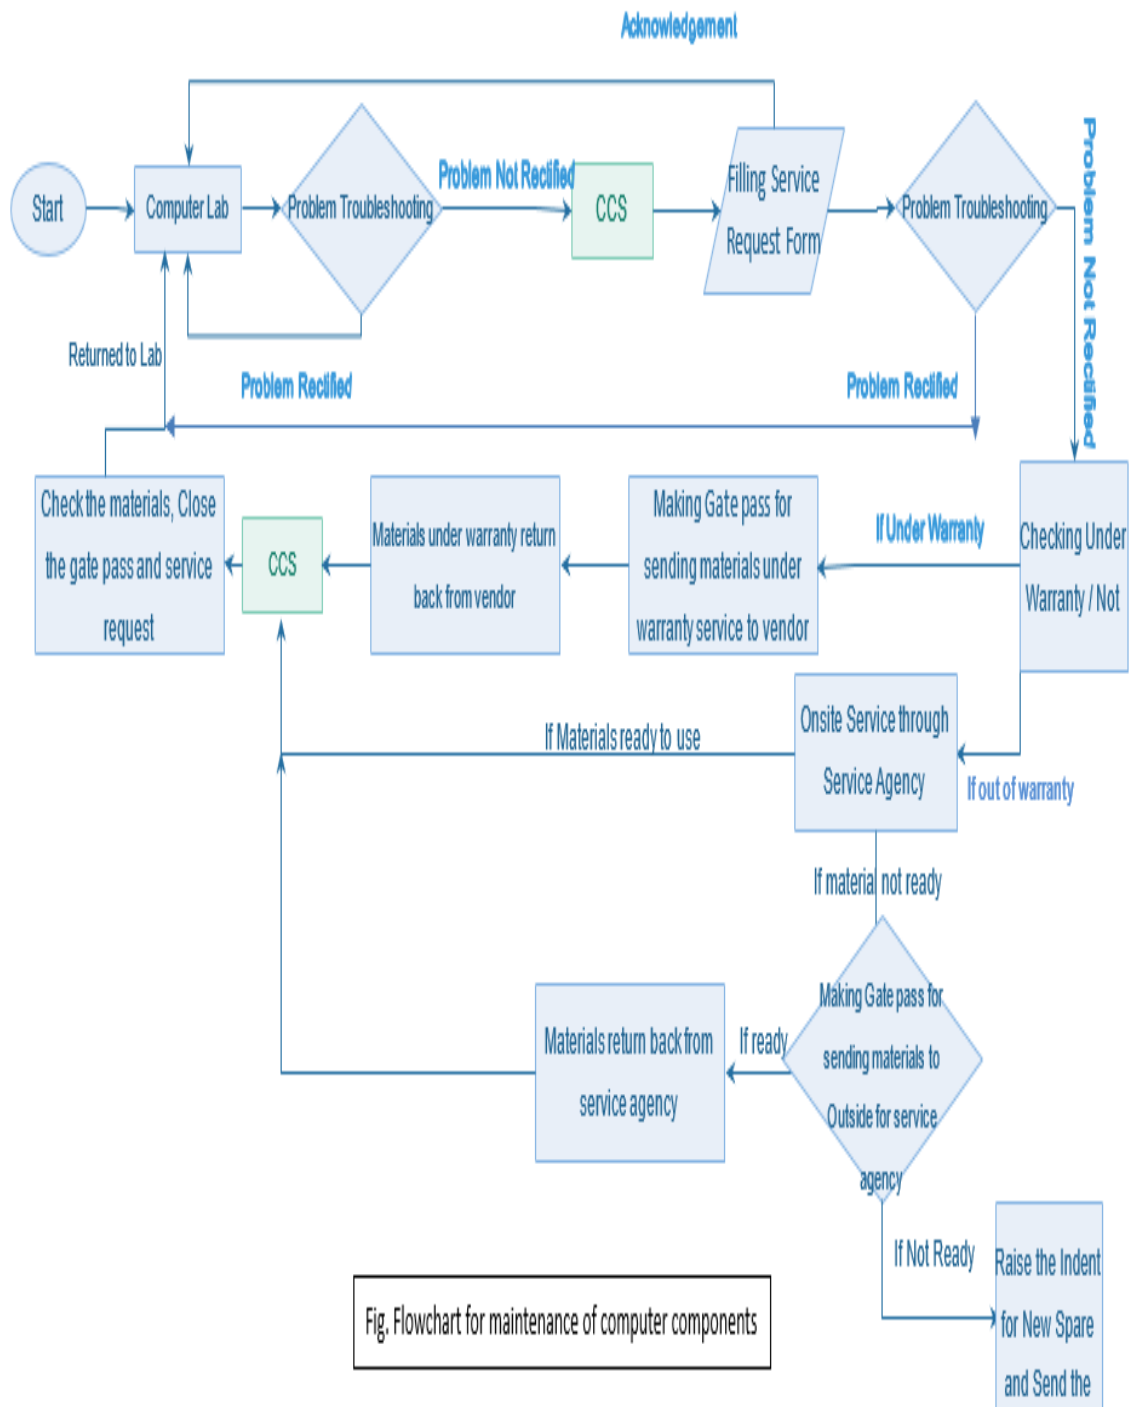 Acknowledgement
Start
Computer Lab
Problem Troubleshooting
Problem Not Rectified
CCS
Filling Service
Request Form
Problem Troubleshooting
Problem Not Rectified
Returned to Lab
Problem Rectified
Problem Rectified
Check the materials, Close
the gate pass and service
request
CCS
Materials under warranty return
back from vendor
Making Gate pass for
sending materials under
warranty service to vendor
If Under Warranty
Checking Under
Warranty / Not
If Materials ready to use
Onsite Service through
Service Agency
If out of warranty
If material not ready
Materials return back from
service agency
If ready
Making Gate pass for
sending materials to
Outside for service
agency
If Not Ready
Raise the Indent
for New Spare
and Send the
Fig. Flowchart for maintenance of computer components